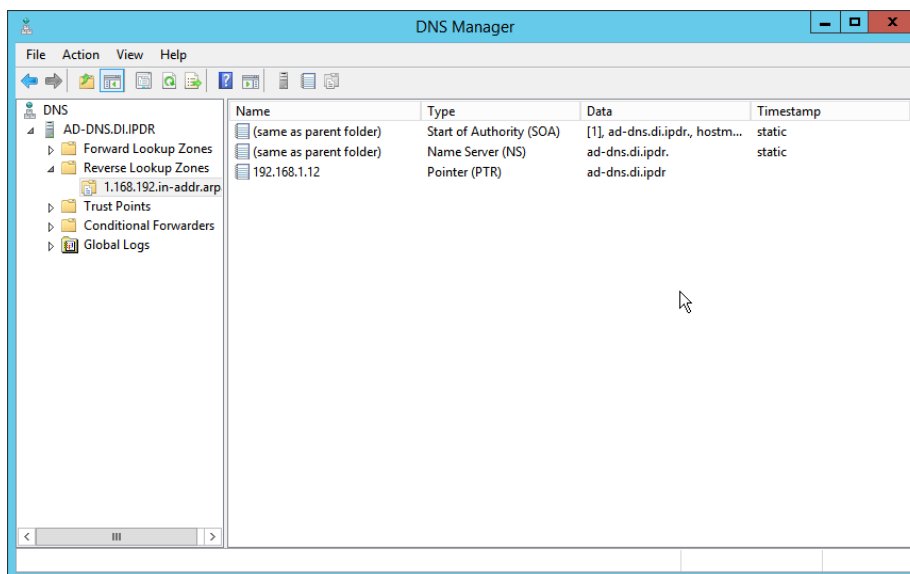 DNS Manager
File Action View Help
DNS
AD-DNS.DI.IPDR
Forward Lookup Zones
Reverse Lookup Zones
1.168.192.in-addr.arp
Trust Points
Conditional Forwarders
Global Logs
Name Type Data Timestamp
(same as parent folder) Start of Authority (SOA) [1], ad-dns.di.ipdr., hostm... static
(same as parent folder) Name Server (NS) ad-dns.di.ipdr. static
192.168.1.12 Pointer (PTR) ad-dns.di.ipdr